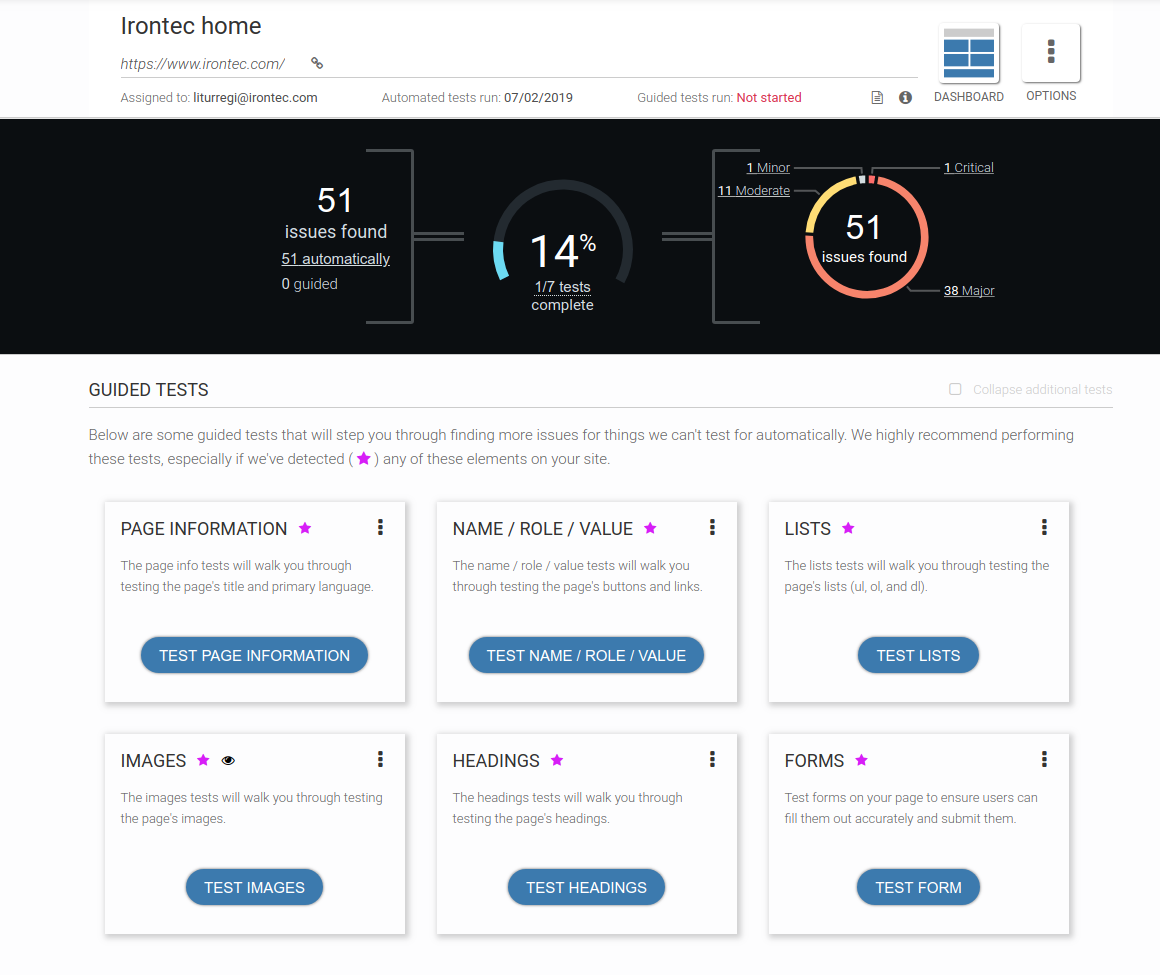 Irontec home
https://www.irontec.com/
Assigned to: liturregi@irontec.com
Automated tests run: 07/02/2019
Guided tests run: Not started
DASHBOARD
OPTIONS
51
issues found
51 automatically
0 guided
14%
1/7 tests
complete
1 Minor
11 Moderate
1 Critical
51
issues found
38 Major
GUIDED TESTS
Collapse additional tests
Below are some guided tests that will step you through finding more issues for things we can't test for automatically. We highly recommend performing
these tests, especially if we've detected ( ★ ) any of these elements on your site.
PAGE INFORMATION
The page info tests will walk you through
testing the page's title and primary language.
TEST PAGE INFORMATION
NAME / ROLE / VALUE
The name / role / value tests will walk you
through testing the page's buttons and links.
TEST NAME / ROLE / VALUE
LISTS
The lists tests will walk you through testing the
page's lists (ul, ol, and dl).
TEST LISTS
IMAGES
The images tests will walk you through testing
the page's images.
TEST IMAGES
HEADINGS
The headings tests will walk you through
testing the page's headings.
TEST HEADINGS
FORMS
Test forms on your page to ensure users can
fill them out accurately and submit them.
TEST FORM